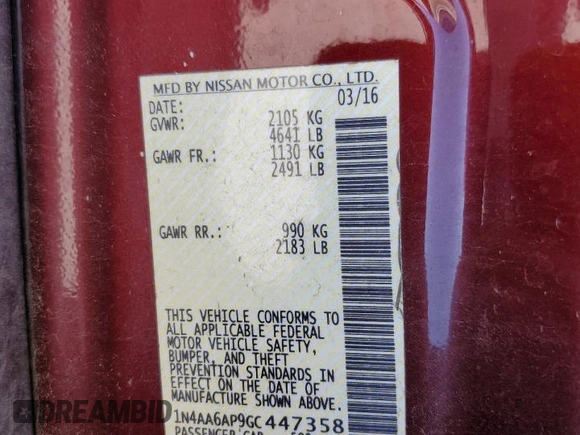 MFD BY NISSAN MOTOR CO., LTD.
DATE: 03/16
GVWR: 2105 KG
4641 LB
GAWR FR.: 1130 KG
2491 LB
GAWR RR.: 990 KG
2183 LB
THIS VEHICLE CONFORMS TO
ALL APPLICABLE FEDERAL
MOTOR VEHICLE SAFETY,
BUMPER, AND THEFT
PREVENTION STANDARDS IN
EFFECT ON THE DATE OF
MANUFACTURE SHOWN ABOVE.
1N4AA6AP9GC447358
PASSENGER CAR
DREAMBID